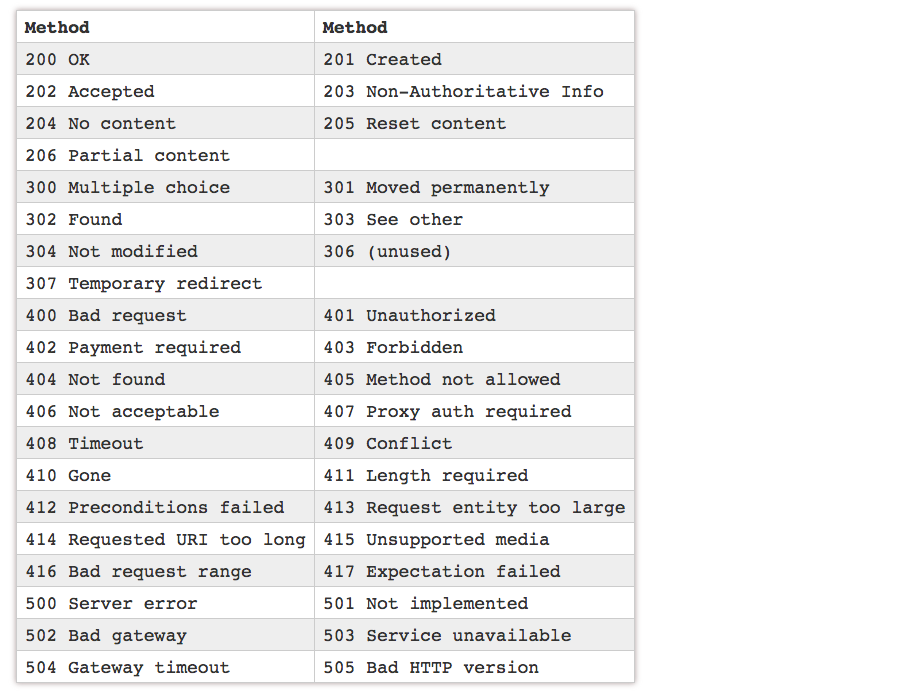 Method Method
200 OK 201 Created
202 Accepted 203 Non-Authoritative Info
204 No content 205 Reset content
206 Partial content
300 Multiple choice 301 Moved permanently
302 Found 303 See other
304 Not modified 306 (unused)
307 Temporary redirect
400 Bad request 401 Unauthorized
402 Payment required 403 Forbidden
404 Not found 405 Method not allowed
406 Not acceptable 407 Proxy auth required
408 Timeout 409 Conflict
410 Gone 411 Length required
412 Preconditions failed 413 Request entity too large
414 Requested URI too long 415 Unsupported media
416 Bad request range 417 Expectation failed
500 Server error 501 Not implemented
502 Bad gateway 503 Service unavailable
504 Gateway timeout 505 Bad HTTP version